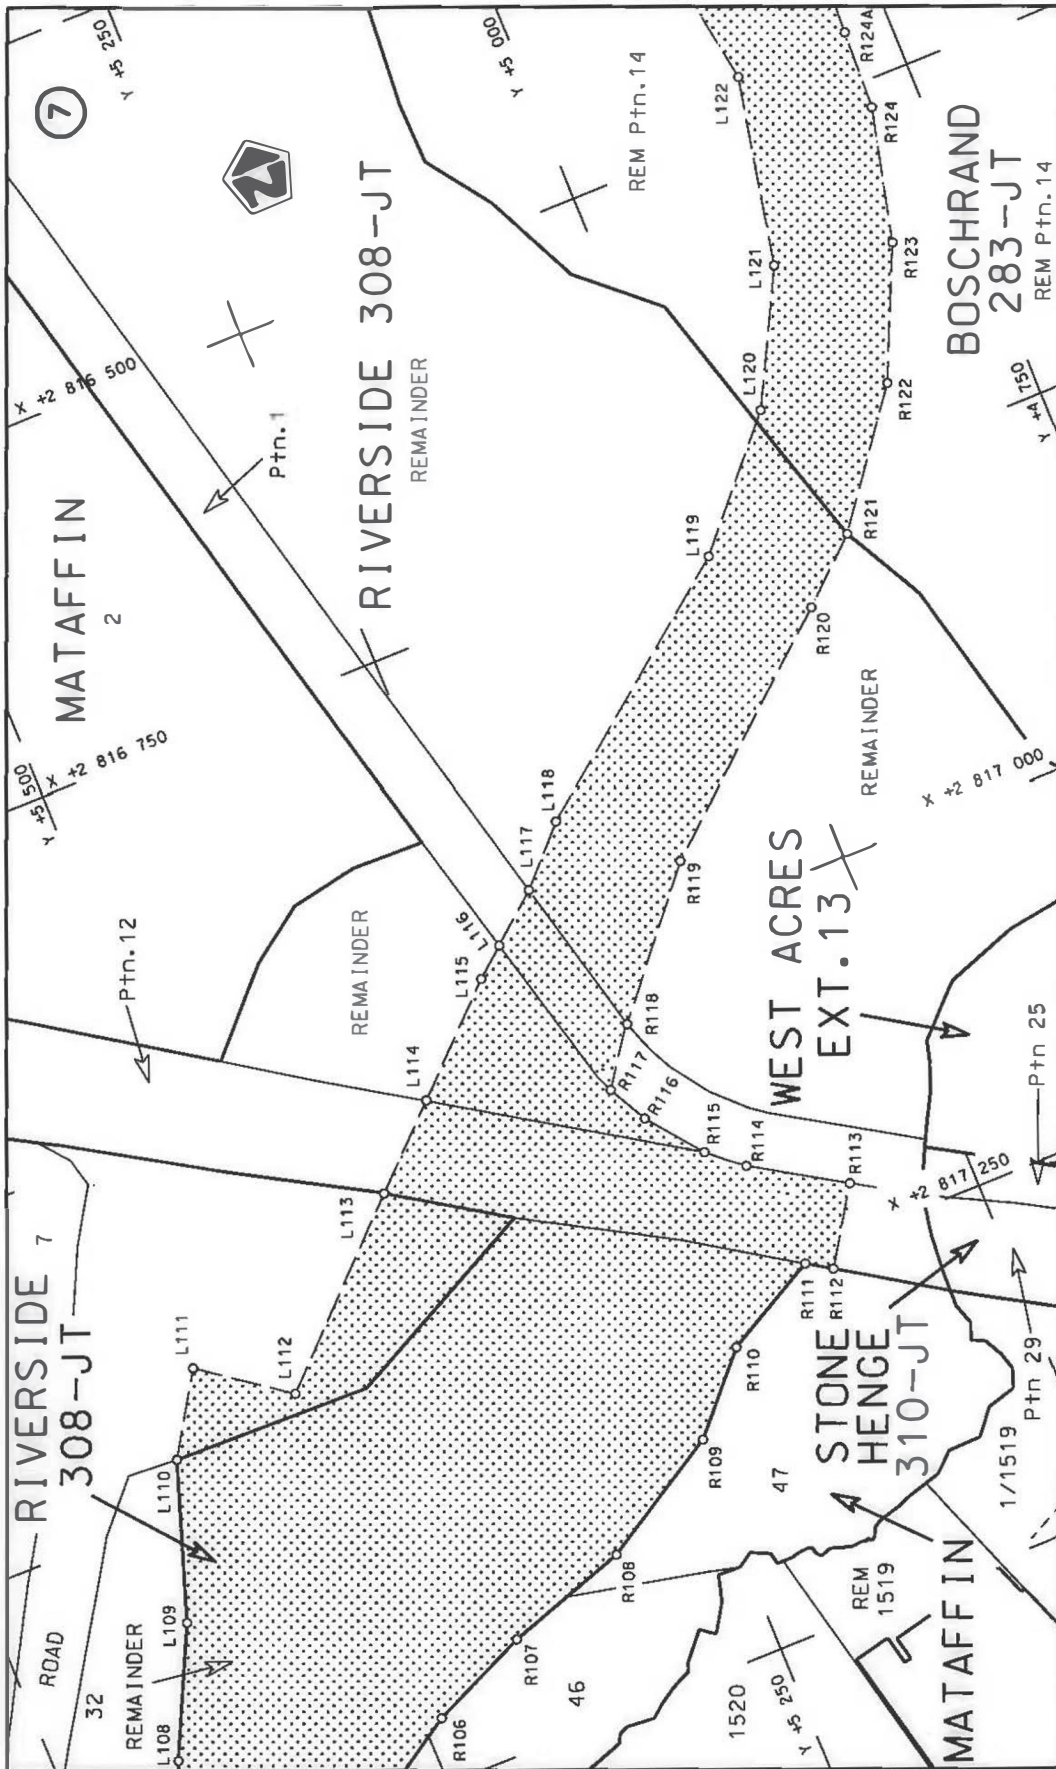 7
Y +5 250
Y +5 000
REM Ptn.14
L122
R124A
R124
BOSCHRAND
283-JT
REM Ptn.14
RIVERSIDE 308-JT
REMAINDER
X +2 816 500
Ptn.1
L121
R123
L120
R122
Y +4 750
MATAFFIN
2
L119
R121
R120
REMAINDER
X +2 817 000
Y +5 500
X +2 816 750
L118
L117
R119
WEST ACRES
EXT.13
Ptn.12
REMAINDER
L116
L115
R118
L114
R117
R116
R115
R114
R113
Ptn 25
X +2 817 250
RIVERSIDE 7
308-JT
L113
L111
L112
R111
R112
R110
STONE
HENGE
310-JT
Ptn 29
L110
R109
47
1/1519
R108
REM
1519
MATAFFIN
ROAD
32
REMAINDER
L109
L108
R107
R106
46
1520
Y +5 250